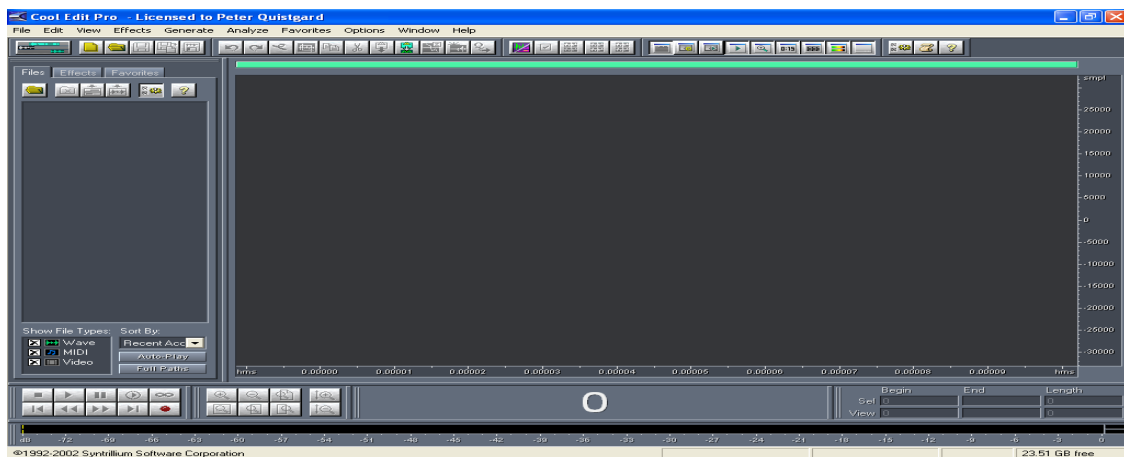 Cool Edit Pro - Licensed to Peter Quistgard
File Edit View Effects Generate Analyze Favorites Options Window Help
Files Effects Favorites
smpl
25000
20000
15000
10000
5000
0
-5000
-10000
-15000
-20000
-25000
-30000
Show File Types: Sort By:
Wave Recent Acc
MIDI Auto-Play
Video Full Paths
hms 0.00000 0.00001 0.00002 0.00003 0.00004 0.00005 0.00006 0.00007 0.00008 0.00009 hms
0
Begin End Length
Sel 0 0
View 0 0
dB -72 -69 -66 -63 -60 -57 -54 -51 -48 -45 -42 -39 -36 -33 -30 -27 -24 -21 -18 -15 -12 -9 -6 -3 0
©1992-2002 Syntrillium Software Corporation 23.51 GB free